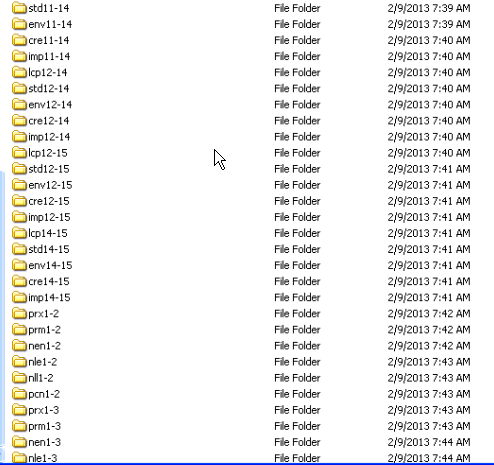 std11-14 File Folder 2/9/2013 7:39 AM
env11-14 File Folder 2/9/2013 7:39 AM
cre11-14 File Folder 2/9/2013 7:40 AM
imp11-14 File Folder 2/9/2013 7:40 AM
lcp12-14 File Folder 2/9/2013 7:40 AM
std12-14 File Folder 2/9/2013 7:40 AM
env12-14 File Folder 2/9/2013 7:40 AM
cre12-14 File Folder 2/9/2013 7:40 AM
imp12-14 File Folder 2/9/2013 7:40 AM
lcp12-15 File Folder 2/9/2013 7:40 AM
std12-15 File Folder 2/9/2013 7:41 AM
env12-15 File Folder 2/9/2013 7:41 AM
cre12-15 File Folder 2/9/2013 7:41 AM
imp12-15 File Folder 2/9/2013 7:41 AM
lcp14-15 File Folder 2/9/2013 7:41 AM
std14-15 File Folder 2/9/2013 7:41 AM
env14-15 File Folder 2/9/2013 7:41 AM
cre14-15 File Folder 2/9/2013 7:41 AM
imp14-15 File Folder 2/9/2013 7:41 AM
prx1-2 File Folder 2/9/2013 7:42 AM
prm1-2 File Folder 2/9/2013 7:42 AM
nen1-2 File Folder 2/9/2013 7:42 AM
nle1-2 File Folder 2/9/2013 7:43 AM
nll1-2 File Folder 2/9/2013 7:43 AM
pcn1-2 File Folder 2/9/2013 7:43 AM
prx1-3 File Folder 2/9/2013 7:43 AM
prm1-3 File Folder 2/9/2013 7:43 AM
nen1-3 File Folder 2/9/2013 7:44 AM
nle1-3 File Folder 2/9/2013 7:44 AM